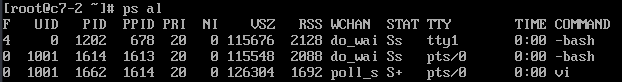 [root@c7-2 ~]# ps al
F   UID   PID  PPID PRI  NI    VSZ   RSS WCHAN  STAT TTY        TIME COMMAND
4     0  1202   678  20   0 115676  2128 do_wai Ss   tty1       0:00 -bash
0  1001  1614  1613  20   0 115548  2088 do_wai Ss   pts/0      0:00 -bash
0  1001  1662  1614  20   0 126304  1692 poll_s S+   pts/0      0:00 vi